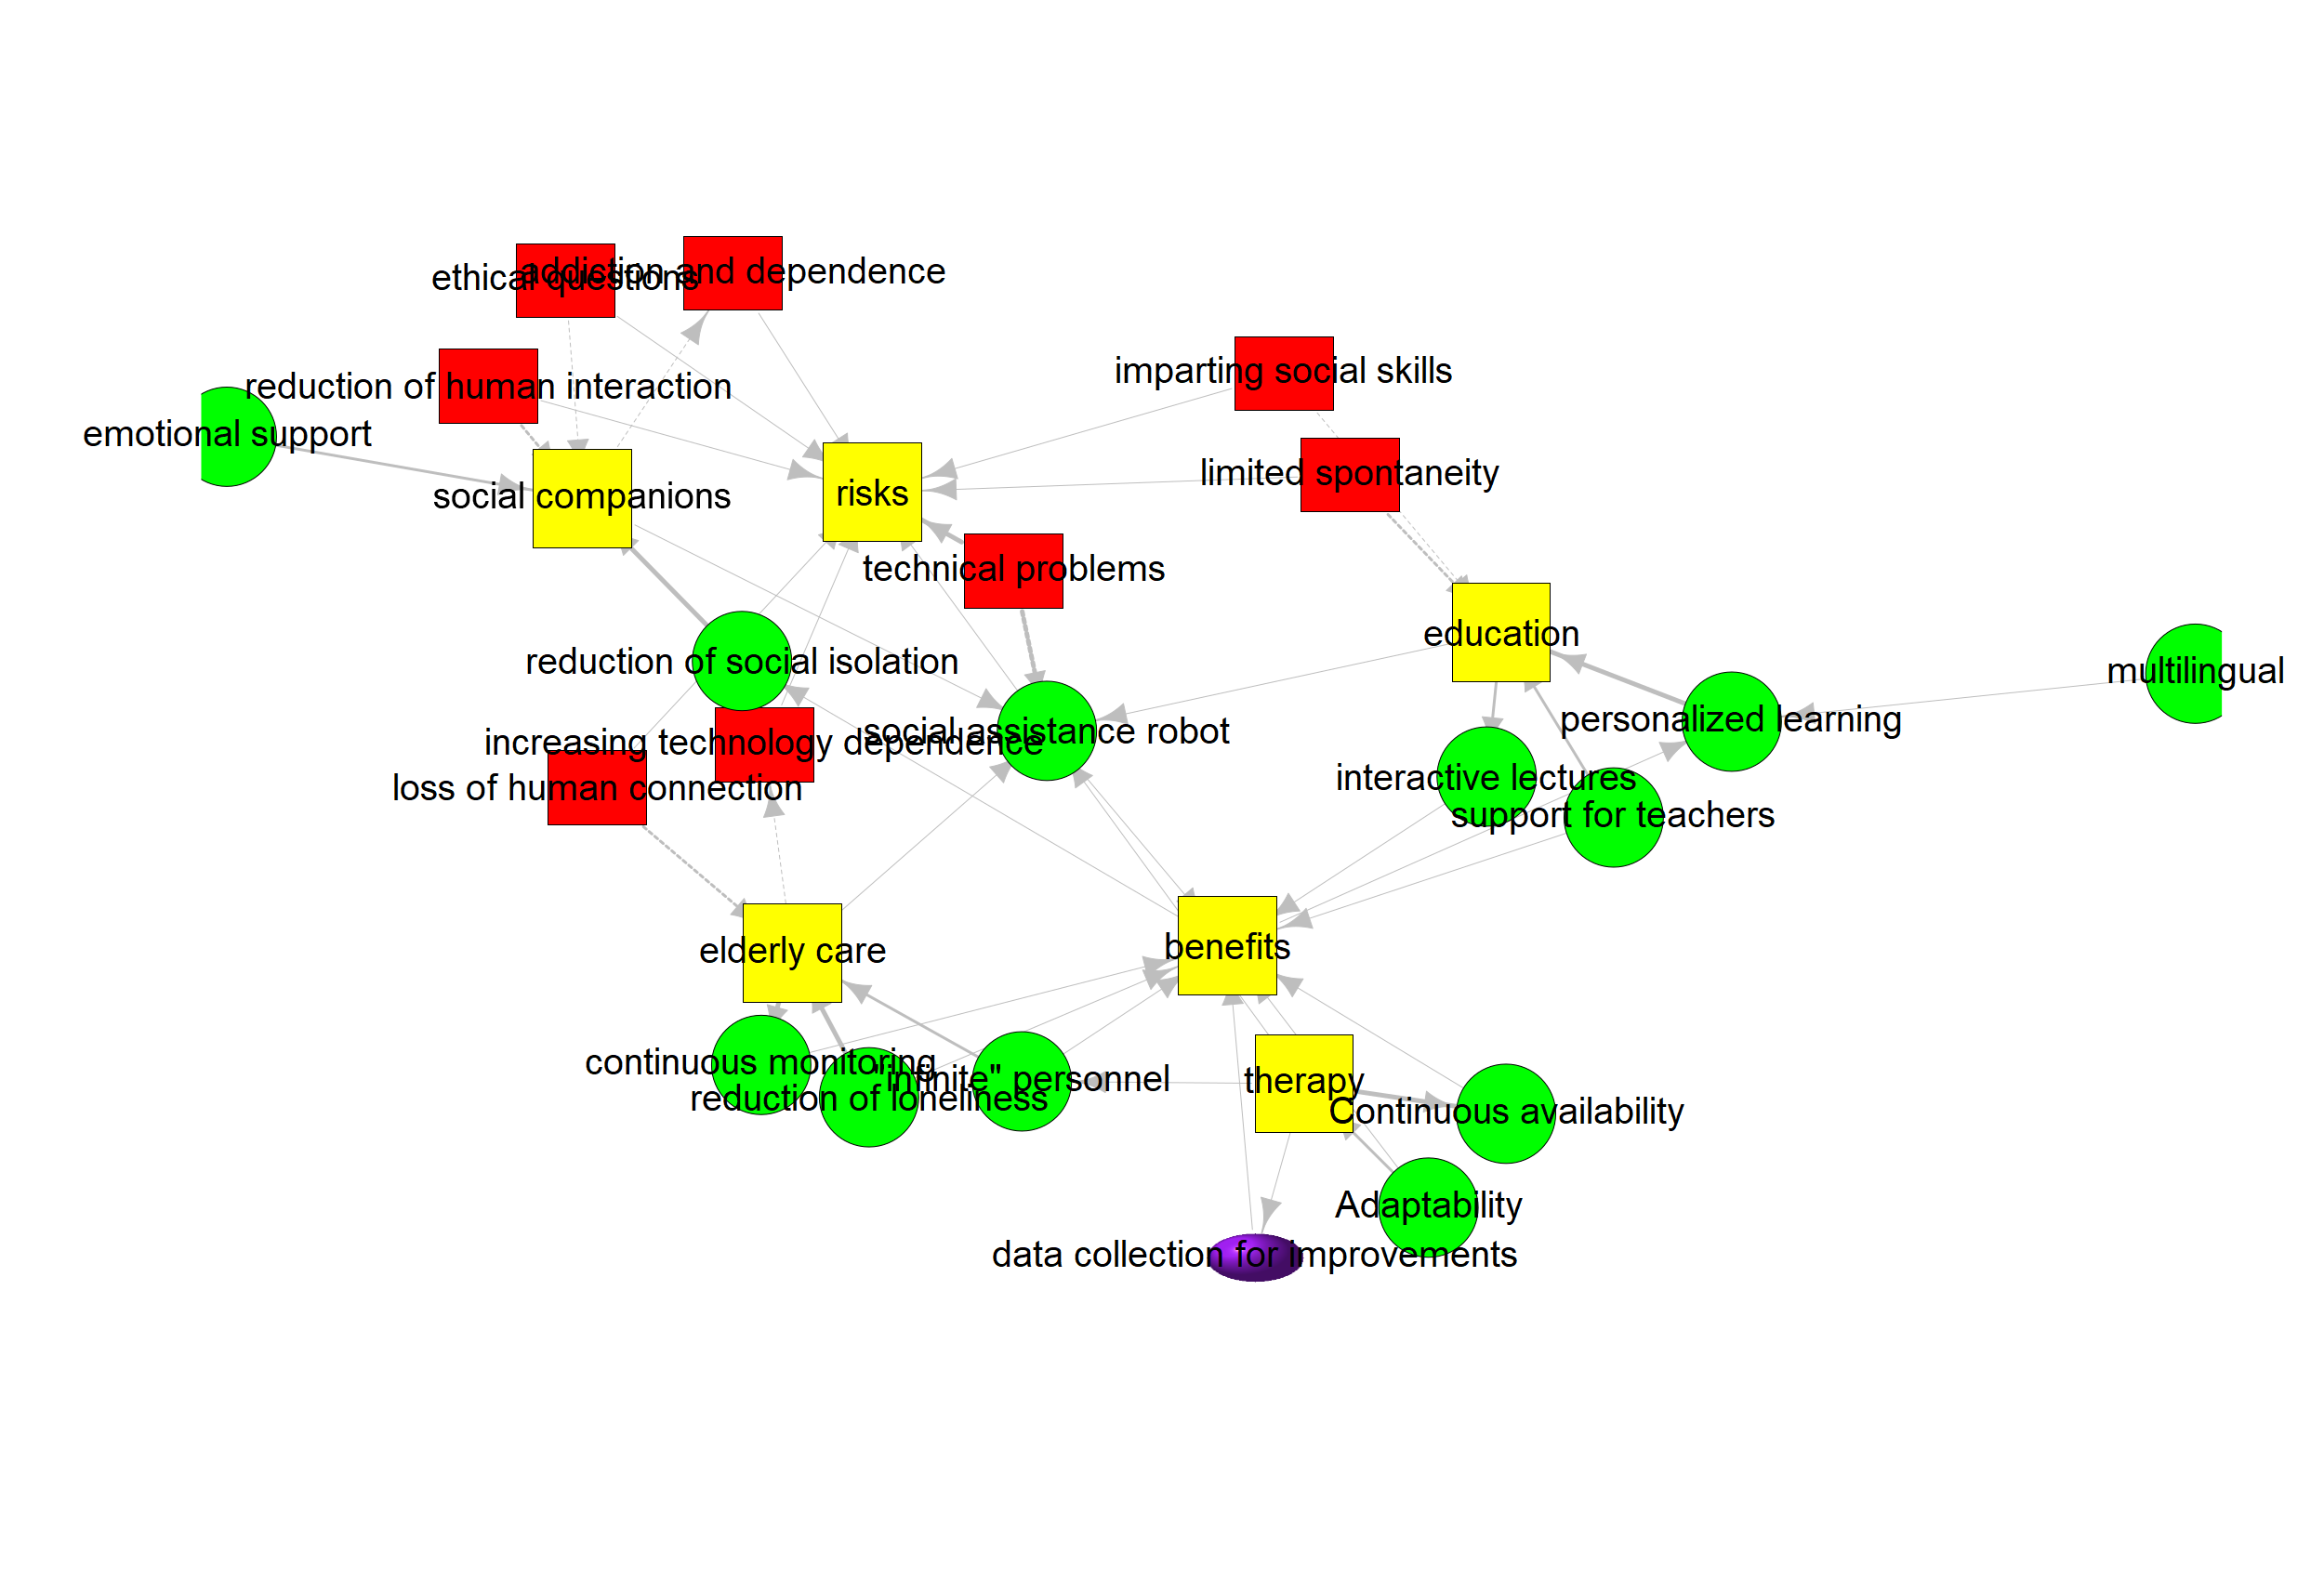 addiction and dependence
ethical questions
imparting social skills
reduction of human interaction
emotional support
limited spontaneity
risks
social companions
technical problems
education
reduction of social isolation
multilingual
personalized learning
social assistance robot
increasing technology dependence
interactive lectures
loss of human connection
support for teachers
benefits
elderly care
continuous monitoring
"infinite" personnel
therapy
reduction of loneliness
Continuous availability
Adaptability
data collection for improvements